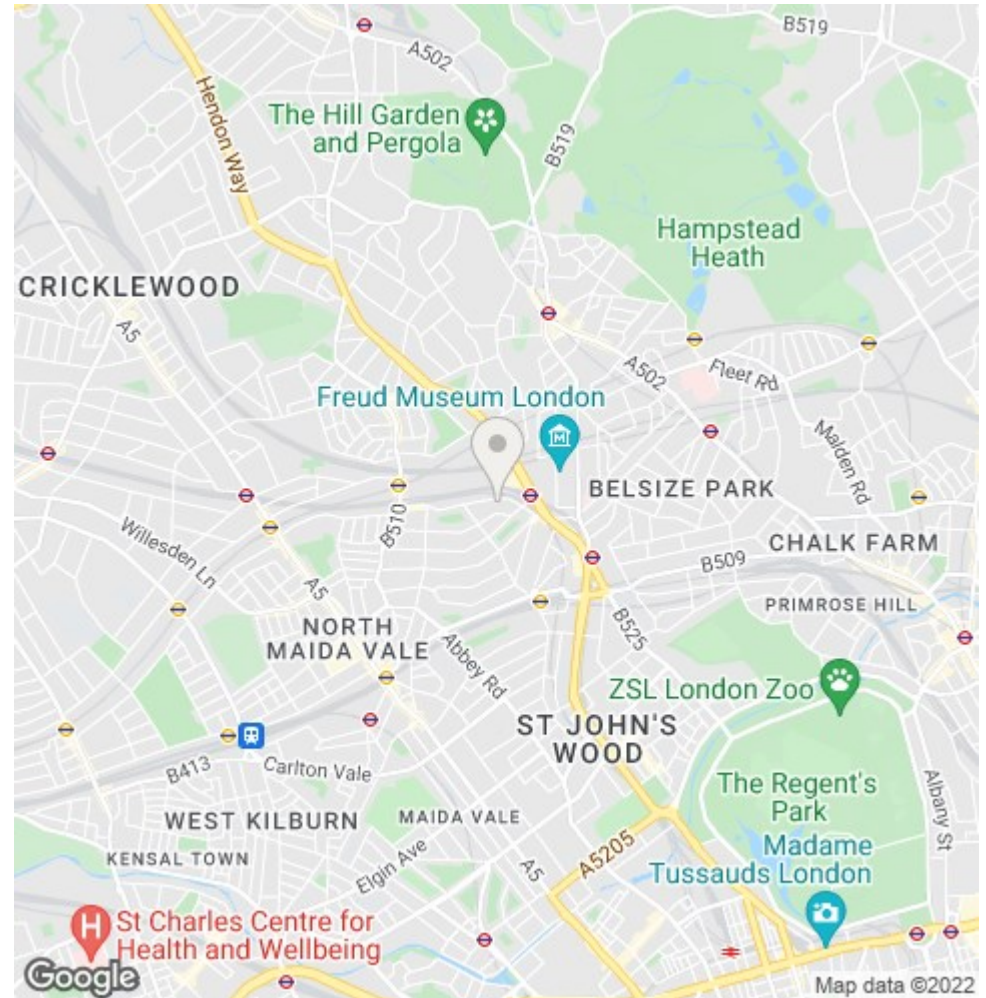 B519
A502
Hendon Way
The Hill Garden
and Pergola
B519
Hampstead
Heath
CRICKLEWOOD
A5
A502
Fleet Rd
Freud Museum London
M
Malden Rd
BELSIZE PARK
B510
Willesden Ln
CHALK FARM
B509
A5
PRIMROSE HILL
NORTH
MAIDA VALE
B525
Abbey Rd
ZSL London Zoo
ST JOHN'S
WOOD
B413
Carlton Vale
The Regent's
Park
Albany St
WEST KILBURN
MAIDA VALE
A5205
Madame
Tussauds London
KENSAL TOWN
Elgin Ave
A5
H
St Charles Centre for
Health and Wellbeing
Google
Map data ©2022